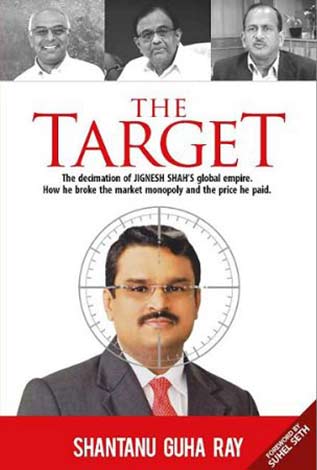 THE
TARGET
The decimation of JIGNESH SHAH'S global empire.
How he broke the market monopoly and the price he paid.
SHANTANU GUHA RAY
FOREWORD BY
SUHEL SETH